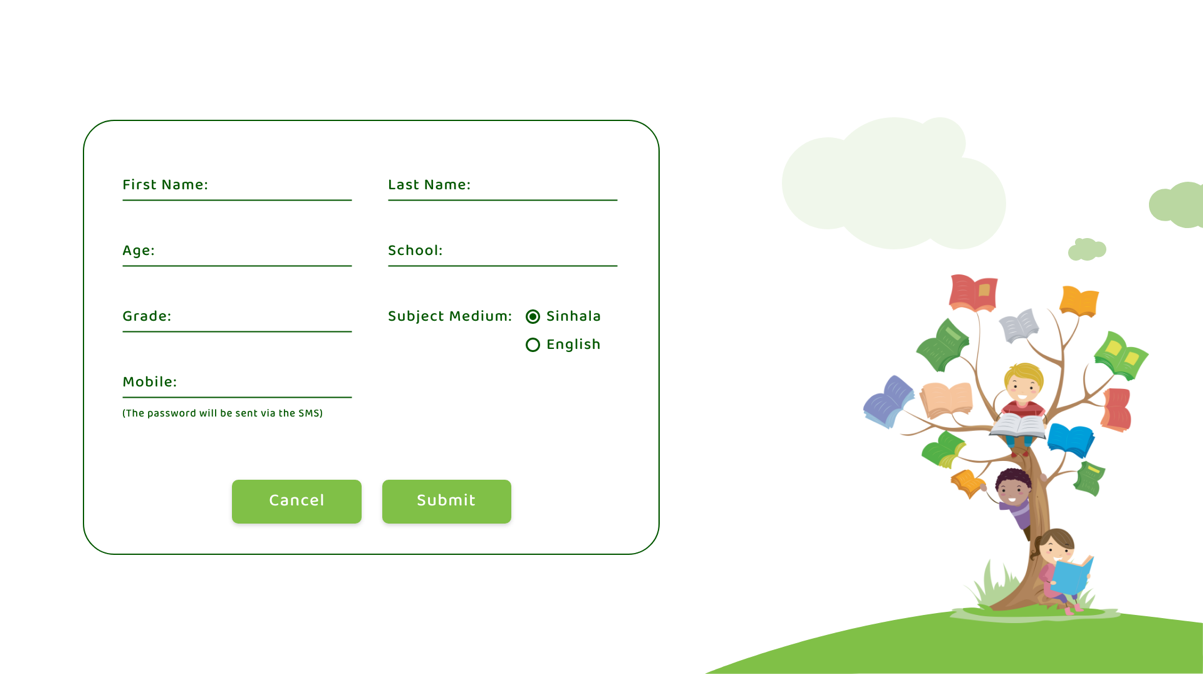 First Name:
Last Name:
Age:
School:
Grade:
Subject Medium:
Sinhala
English
Mobile:
(The password will be sent via the SMS)
Cancel
Submit